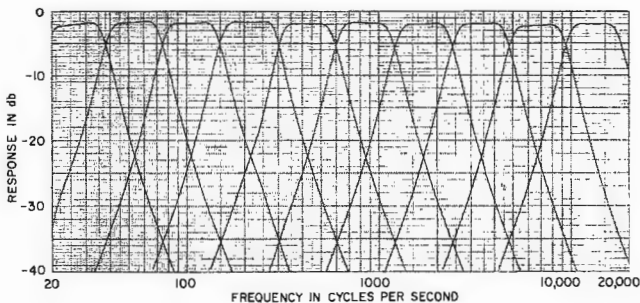 0
-10
-20
-30
-40
RESPONSE IN db
20 100 1000 10,000 20,000
FREQUENCY IN CYCLES PER SECOND